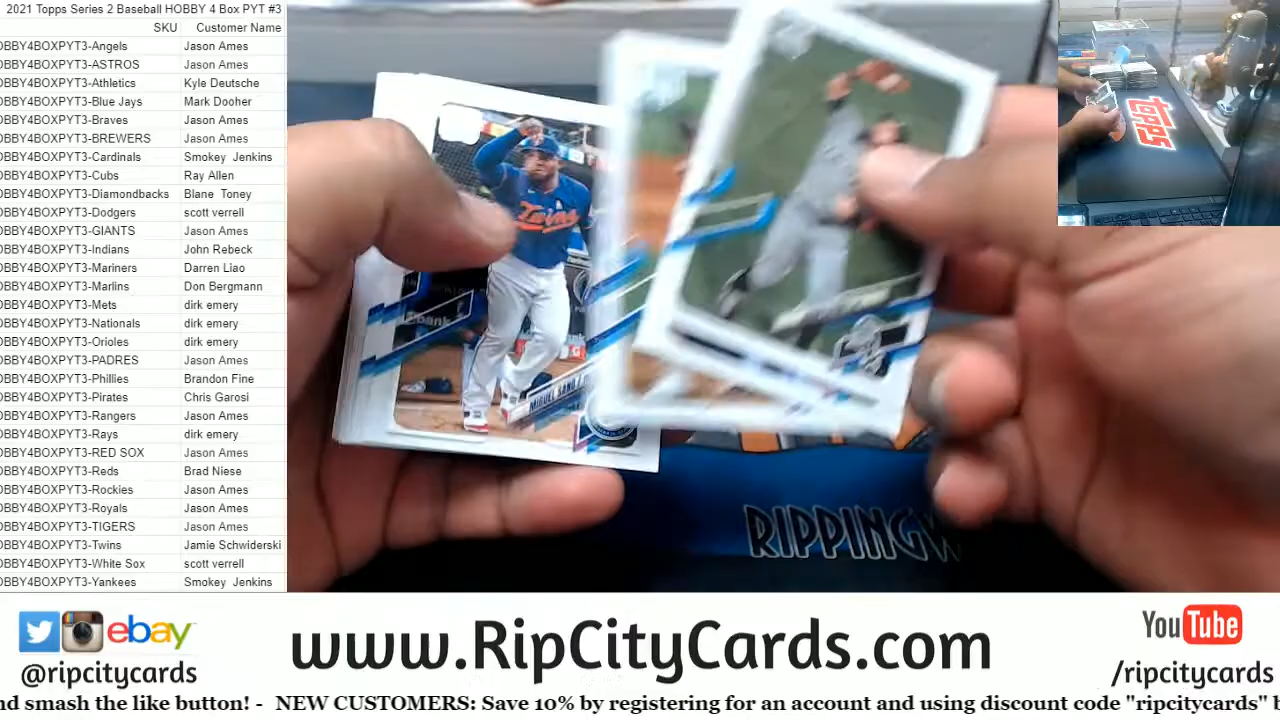 2021 Topps Series 2 Baseball HOBBY 4 Box PYT #3
SKU Customer Name
OBBY4BOXPYT3-Angels Jason Ames
OBBY4BOXPYT3-ASTROS Jason Ames
OBBY4BOXPYT3-Athletics Kyle Deutsche
OBBY4BOXPYT3-Blue Jays Mark Dooher
OBBY4BOXPYT3-Braves Jason Ames
OBBY4BOXPYT3-BREWERS Jason Ames
OBBY4BOXPYT3-Cardinals Smokey Jenkins
OBBY4BOXPYT3-Cubs Ray Allen
OBBY4BOXPYT3-Diamondbacks Blane Toney
OBBY4BOXPYT3-Dodgers scott verrell
OBBY4BOXPYT3-GIANTS Jason Ames
OBBY4BOXPYT3-Indians John Rebeck
OBBY4BOXPYT3-Mariners Darren Liao
OBBY4BOXPYT3-Marlins Don Bergmann
OBBY4BOXPYT3-Mets dirk emery
OBBY4BOXPYT3-Nationals dirk emery
OBBY4BOXPYT3-Orioles dirk emery
OBBY4BOXPYT3-PADRES Jason Ames
OBBY4BOXPYT3-Phillies Brandon Fine
OBBY4BOXPYT3-Pirates Chris Garosi
OBBY4BOXPYT3-Rangers Jason Ames
OBBY4BOXPYT3-Rays dirk emery
OBBY4BOXPYT3-RED SOX Jason Ames
OBBY4BOXPYT3-Reds Brad Niese
OBBY4BOXPYT3-Rockies Jason Ames
OBBY4BOXPYT3-Royals Jason Ames
OBBY4BOXPYT3-TIGERS Jason Ames
OBBY4BOXPYT3-Twins Jamie Schwiderski
OBBY4BOXPYT3-White Sox scott verrell
OBBY4BOXPYT3-Yankees Smokey Jenkins
Twins
MIGUEL SANÓ
TOPPS
RIPPINGW
ebay
@ripcitycards
www.RipCityCards.com
YouTube
/ripcitycards
nd smash the like button! - NEW CUSTOMERS: Save 10% by registering for an account and using discount code "ripcitycards"